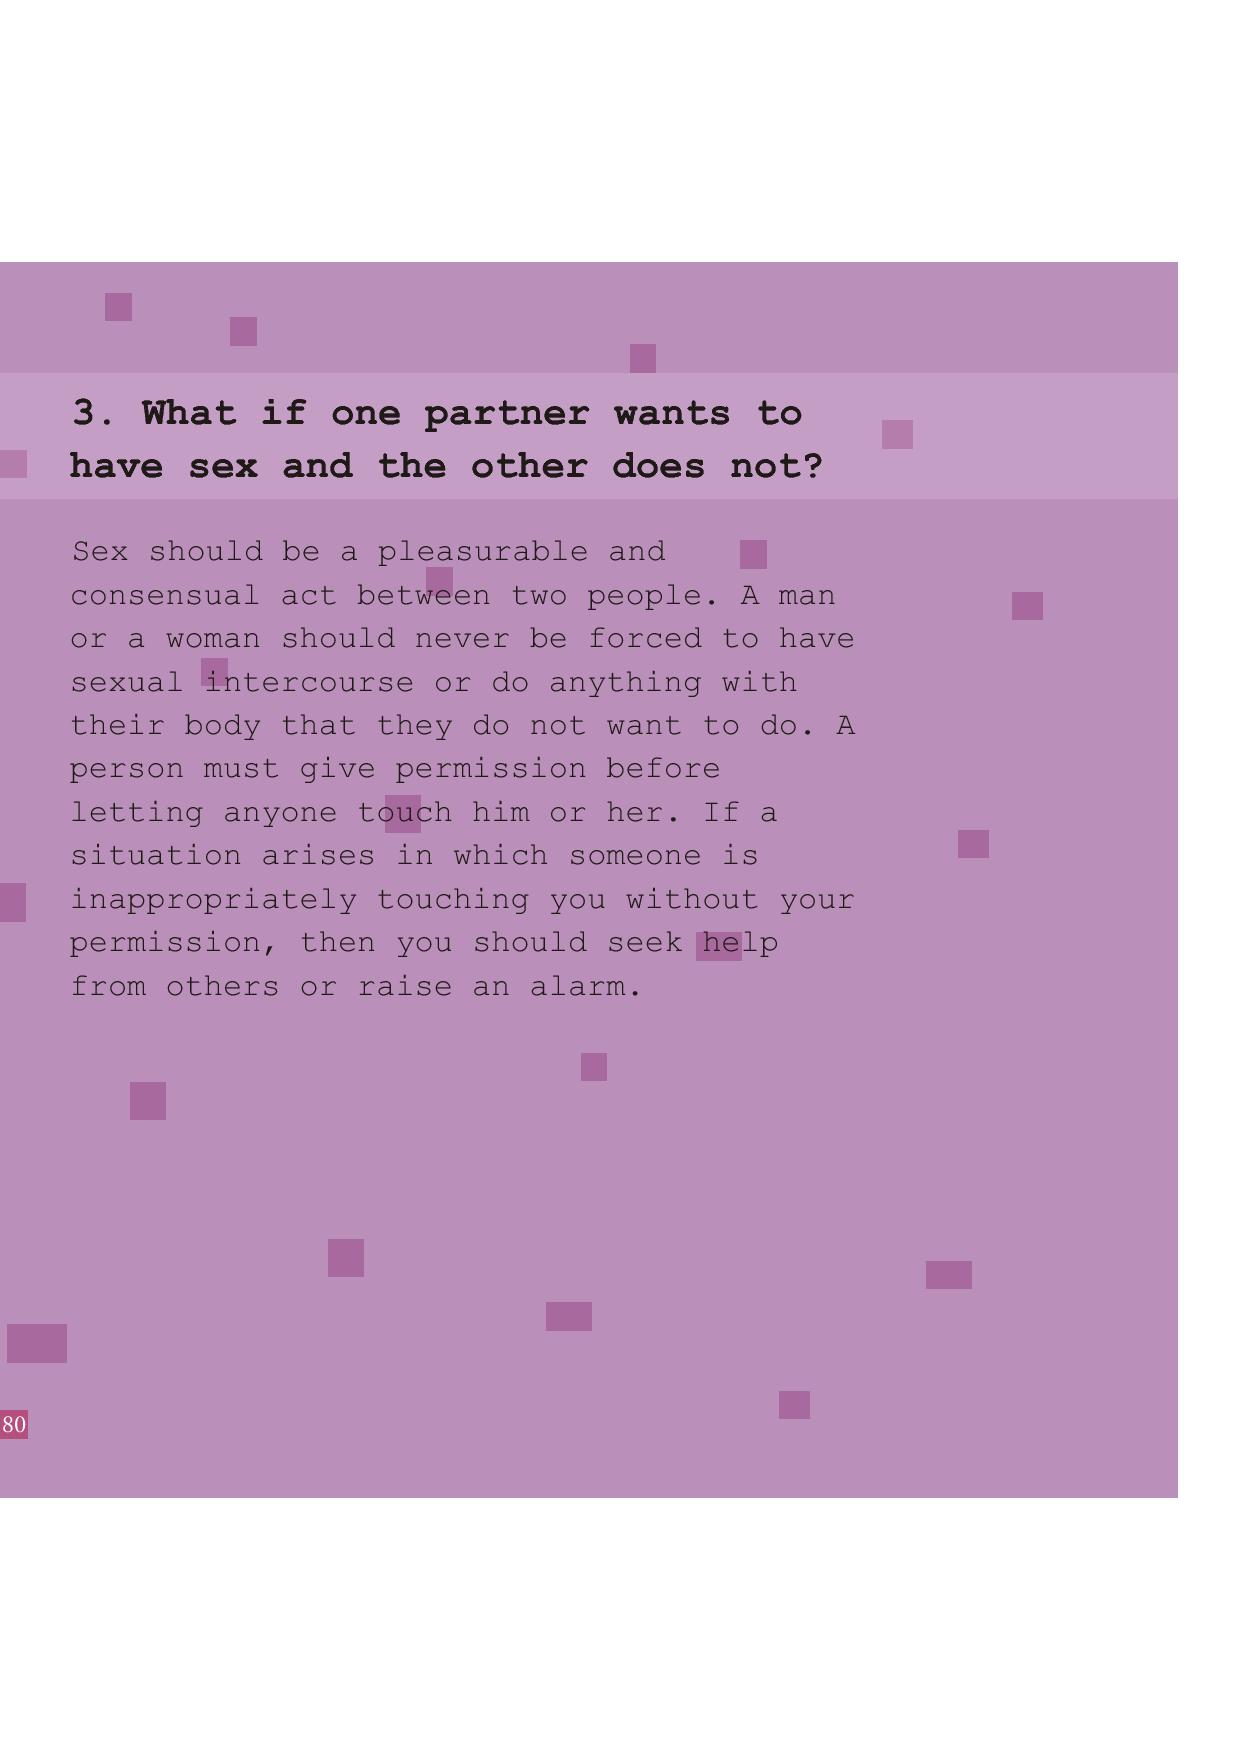 3. What if one partner wants to
have sex and the other does not?
Sex should be a pleasurable and
consensual act between two people. A man
or a woman should never be forced to have
sexual intercourse or do anything with
their body that they do not want to do. A
person must give permission before
letting anyone touch him or her. If a
situation arises in which someone is
inappropriately touching you without your
permission, then you should seek help
from others or raise an alarm.
80